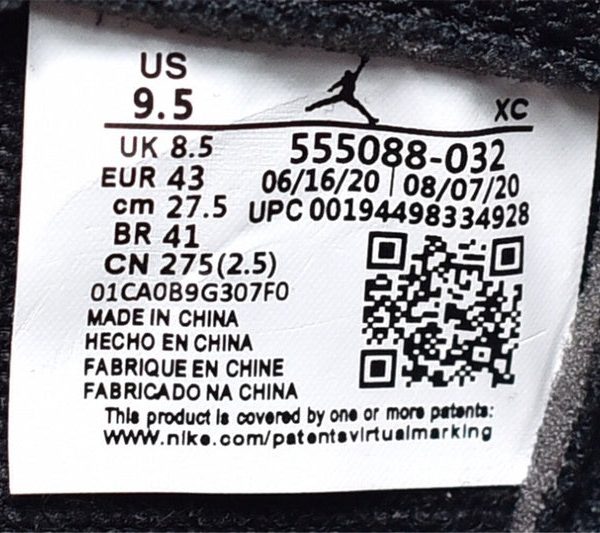 US
9.5
XC
UK 8.5
555088-032
EUR 43
06/16/20 | 08/07/20
cm 27.5
UPC 00194498334928
BR 41
CN 275(2.5)
01CA0B9G307F0
MADE IN CHINA
HECHO EN CHINA
FABRIQUE EN CHINE
FABRICADO NA CHINA
This product is covered by one or more patents:
www.nike.com/patentsvirtualmarking